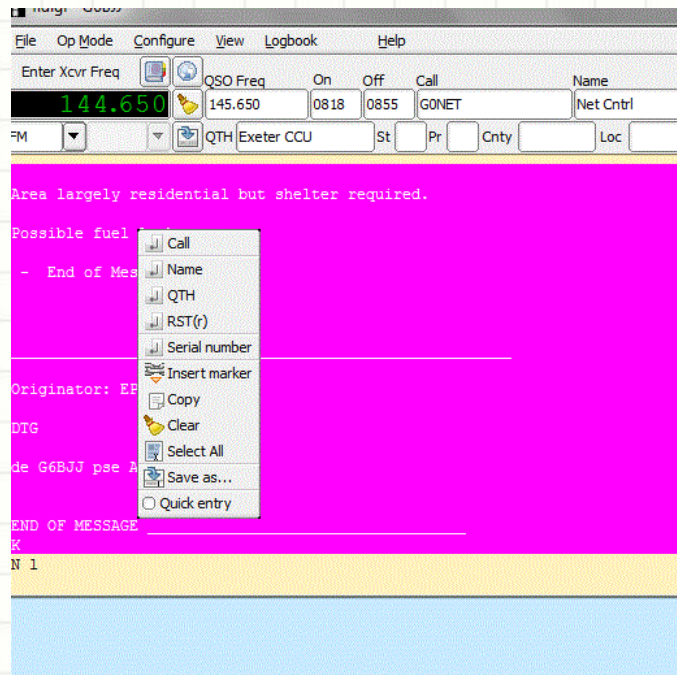 G6BJJ
File Op Mode Configure View Logbook Help
Enter Xcvr Freq QSO Freq On Off Call Name
144.650 145.650 0818 0855 G0NET Net Cntrl
FM QTH Exeter CCU St Pr Cnty Loc
Area largely residential but shelter required.
Possible fuel
- End of Mes
Call
Name
QTH
RST(r)
Serial number
Insert marker
Copy
Clear
Select All
Save as...
Quick entry
Originator: EP
DTG
de G6BJJ pse A
END OF MESSAGE
K
N 1